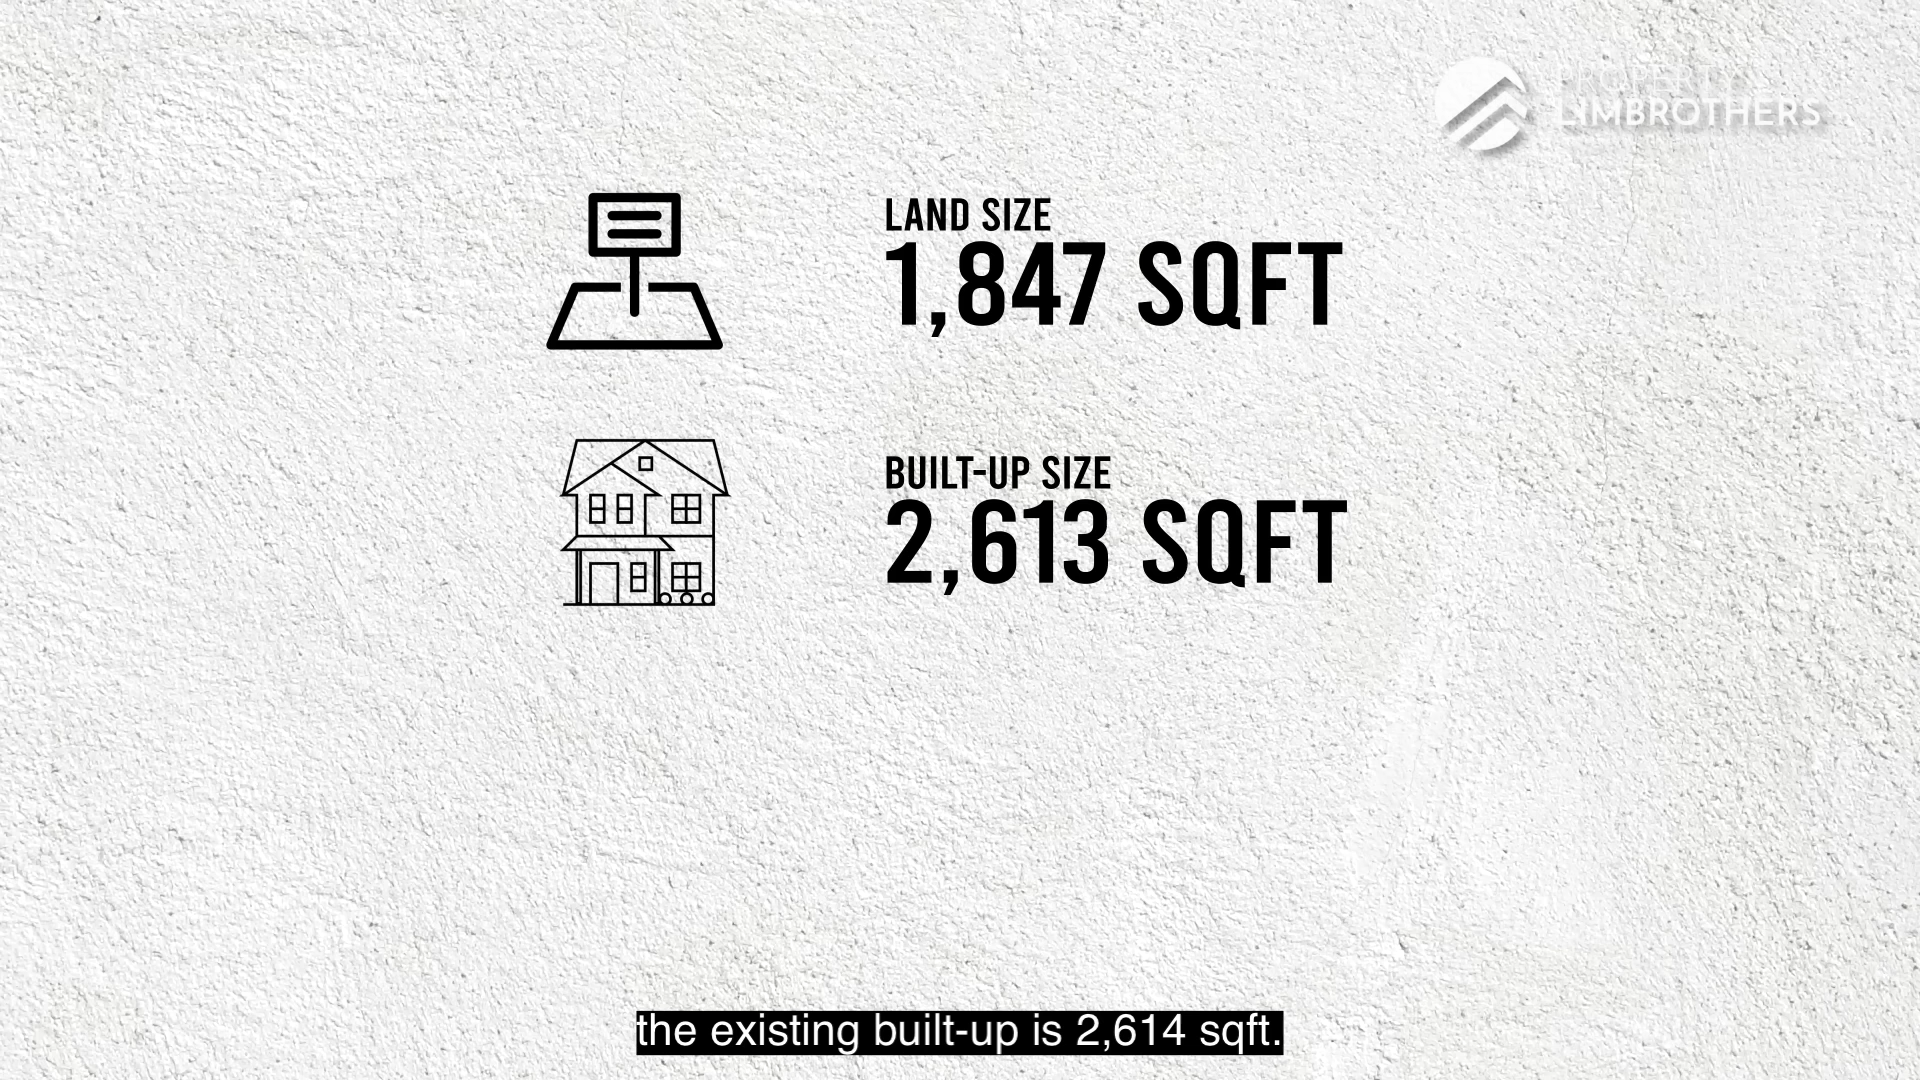 PROPERTY
LIMBROTHERS
LAND SIZE
1,847 SQFT
BUILT-UP SIZE
2,613 SQFT
the existing built-up is 2,614 sqft.